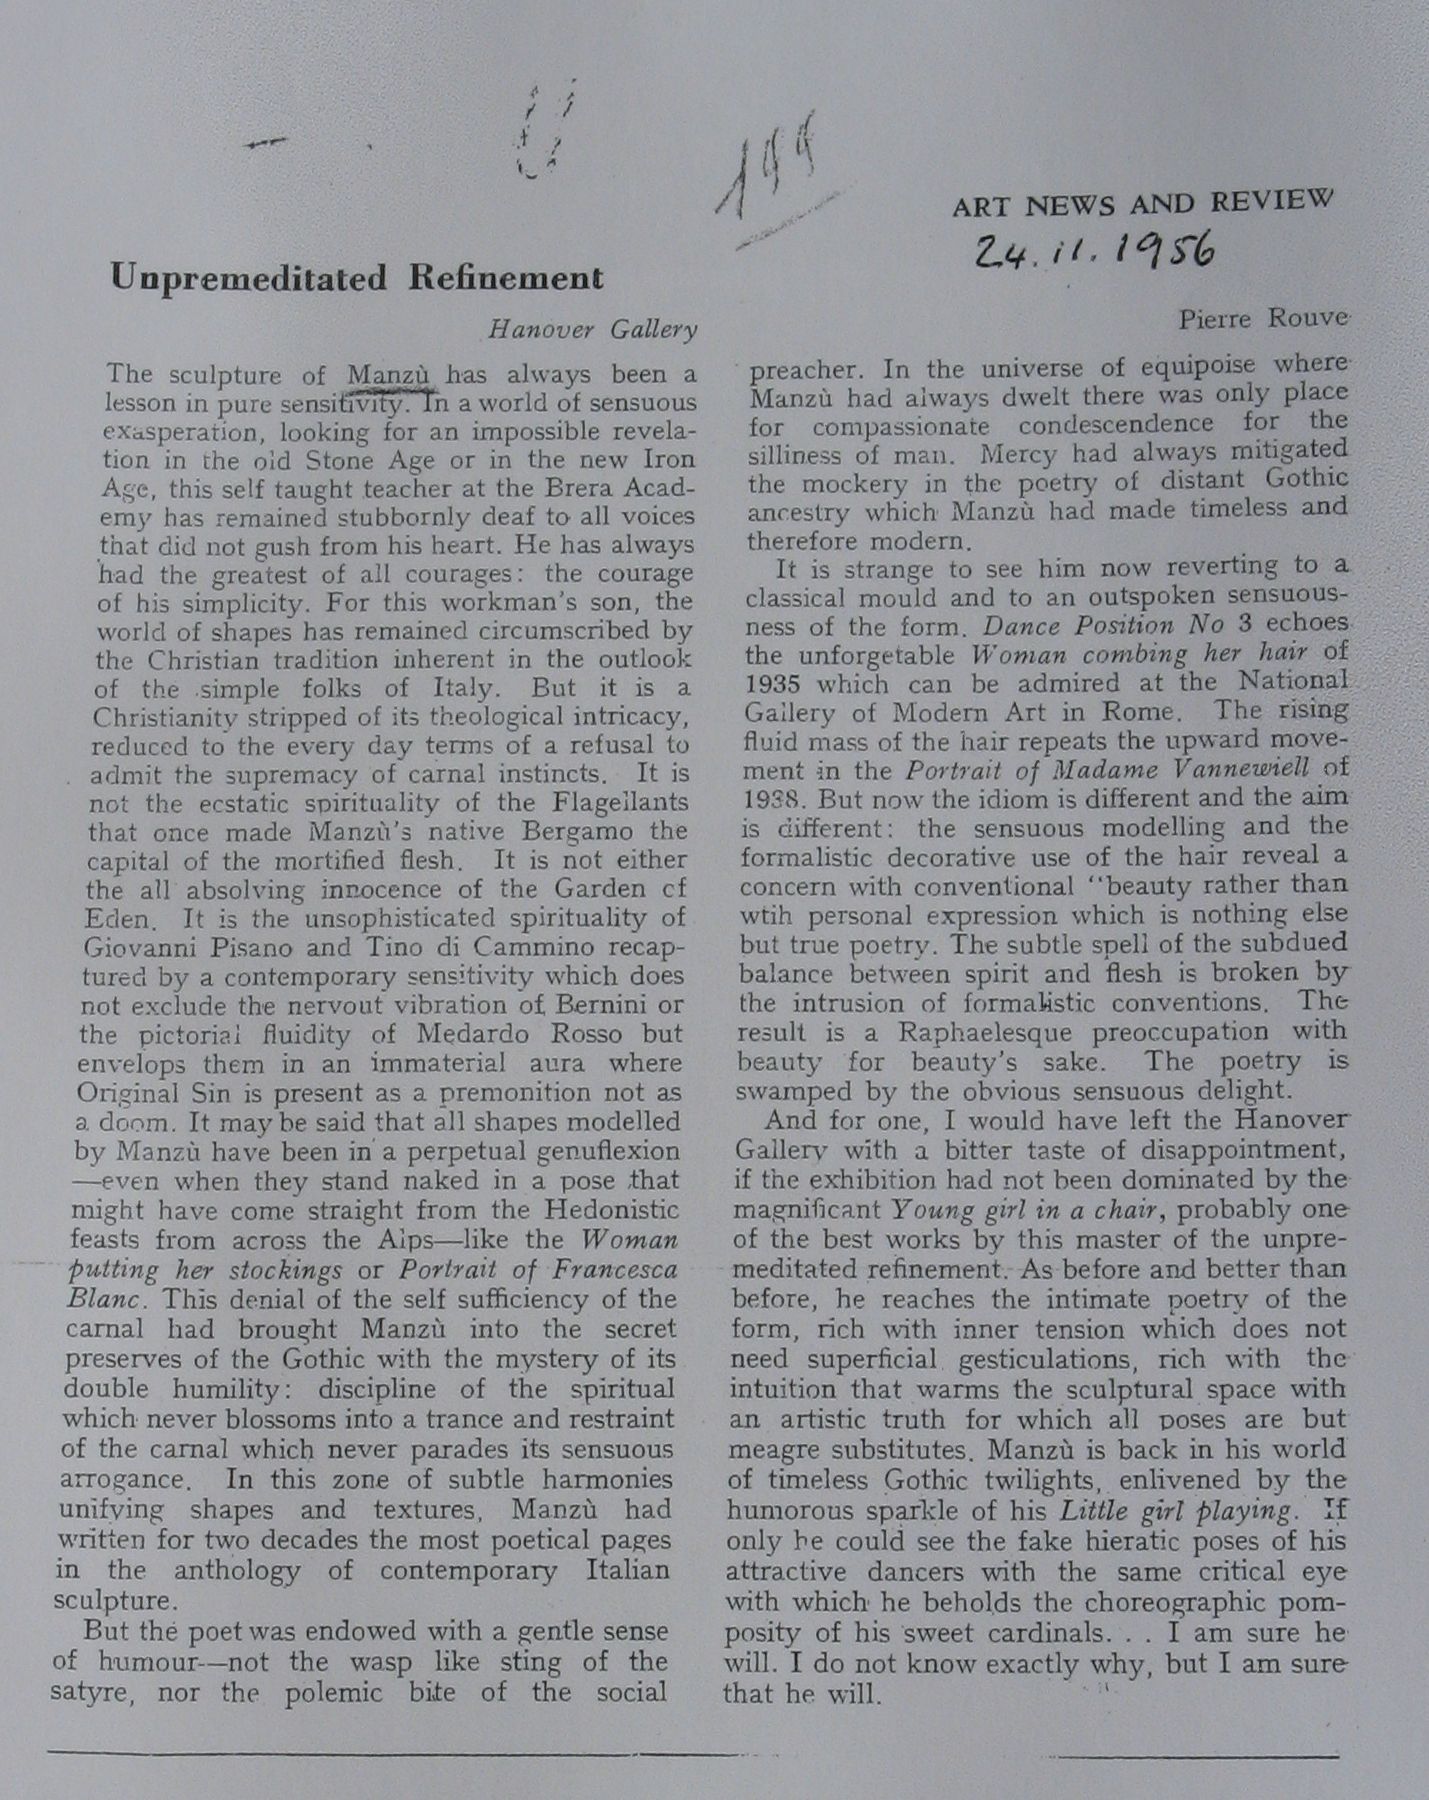 199
ART NEWS AND REVIEW
24. 11. 1956
Unpremeditated Refinement
Hanover Gallery
Pierre Rouve
The sculpture of Manzù has always been a
lesson in pure sensitivity. In a world of sensuous
exasperation, looking for an impossible revela-
tion in the old Stone Age or in the new Iron
Age, this self taught teacher at the Brera Acad-
emy has remained stubbornly deaf to all voices
that did not gush from his heart. He has always
had the greatest of all courages: the courage
of his simplicity. For this workman's son, the
world of shapes has remained circumscribed by
the Christian tradition inherent in the outlook
of the simple folks of Italy. But it is a
Christianity stripped of its theological intricacy,
reduced to the every day terms of a refusal to
admit the supremacy of carnal instincts. It is
not the ecstatic spirituality of the Flagellants
that once made Manzù's native Bergamo the
capital of the mortified flesh. It is not either
the all absolving innocence of the Garden of
Eden. It is the unsophisticated spirituality of
Giovanni Pisano and Tino di Cammino recap-
tured by a contemporary sensitivity which does
not exclude the nervout vibration of Bernini or
the pictorial fluidity of Medardo Rosso but
envelops them in an immaterial aura where
Original Sin is present as a premonition not as
a doom. It may be said that all shapes modelled
by Manzù have been in a perpetual genuflexion
—even when they stand naked in a pose that
might have come straight from the Hedonistic
feasts from across the Alps—like the Woman
putting her stockings or Portrait of Francesca
Blanc. This denial of the self sufficiency of the
carnal had brought Manzù into the secret
preserves of the Gothic with the mystery of its
double humility: discipline of the spiritual
which never blossoms into a trance and restraint
of the carnal which never parades its sensuous
arrogance. In this zone of subtle harmonies
unifying shapes and textures, Manzù had
written for two decades the most poetical pages
in the anthology of contemporary Italian
sculpture.
But the poet was endowed with a gentle sense
of humour—not the wasp like sting of the
satyre, nor the polemic bite of the social
preacher. In the universe of equipoise where
Manzù had always dwelt there was only place
for compassionate condescendence for the
silliness of man. Mercy had always mitigated
the mockery in the poetry of distant Gothic
ancestry which Manzù had made timeless and
therefore modern.
It is strange to see him now reverting to a
classical mould and to an outspoken sensuous-
ness of the form. Dance Position No 3 echoes
the unforgetable Woman combing her hair of
1935 which can be admired at the National
Gallery of Modern Art in Rome. The rising
fluid mass of the hair repeats the upward move-
ment in the Portrait of Madame Vannewiell of
1938. But now the idiom is different and the aim
is different: the sensuous modelling and the
formalistic decorative use of the hair reveal a
concern with conventional "beauty rather than
wtih personal expression which is nothing else
but true poetry. The subtle spell of the subdued
balance between spirit and flesh is broken by
the intrusion of formalistic conventions. The
result is a Raphaelesque preoccupation with
beauty for beauty's sake. The poetry is
swamped by the obvious sensuous delight.
And for one, I would have left the Hanover
Gallery with a bitter taste of disappointment,
if the exhibition had not been dominated by the
magnificant Young girl in a chair, probably one
of the best works by this master of the unpre-
meditated refinement. As before and better than
before, he reaches the intimate poetry of the
form, rich with inner tension which does not
need superficial gesticulations, rich with the
intuition that warms the sculptural space with
an artistic truth for which all poses are but
meagre substitutes. Manzù is back in his world
of timeless Gothic twilights, enlivened by the
humorous sparkle of his Little girl playing. If
only he could see the fake hieratic poses of his
attractive dancers with the same critical eye
with which he beholds the choreographic pom-
posity of his sweet cardinals. . . I am sure he
will. I do not know exactly why, but I am sure
that he will.